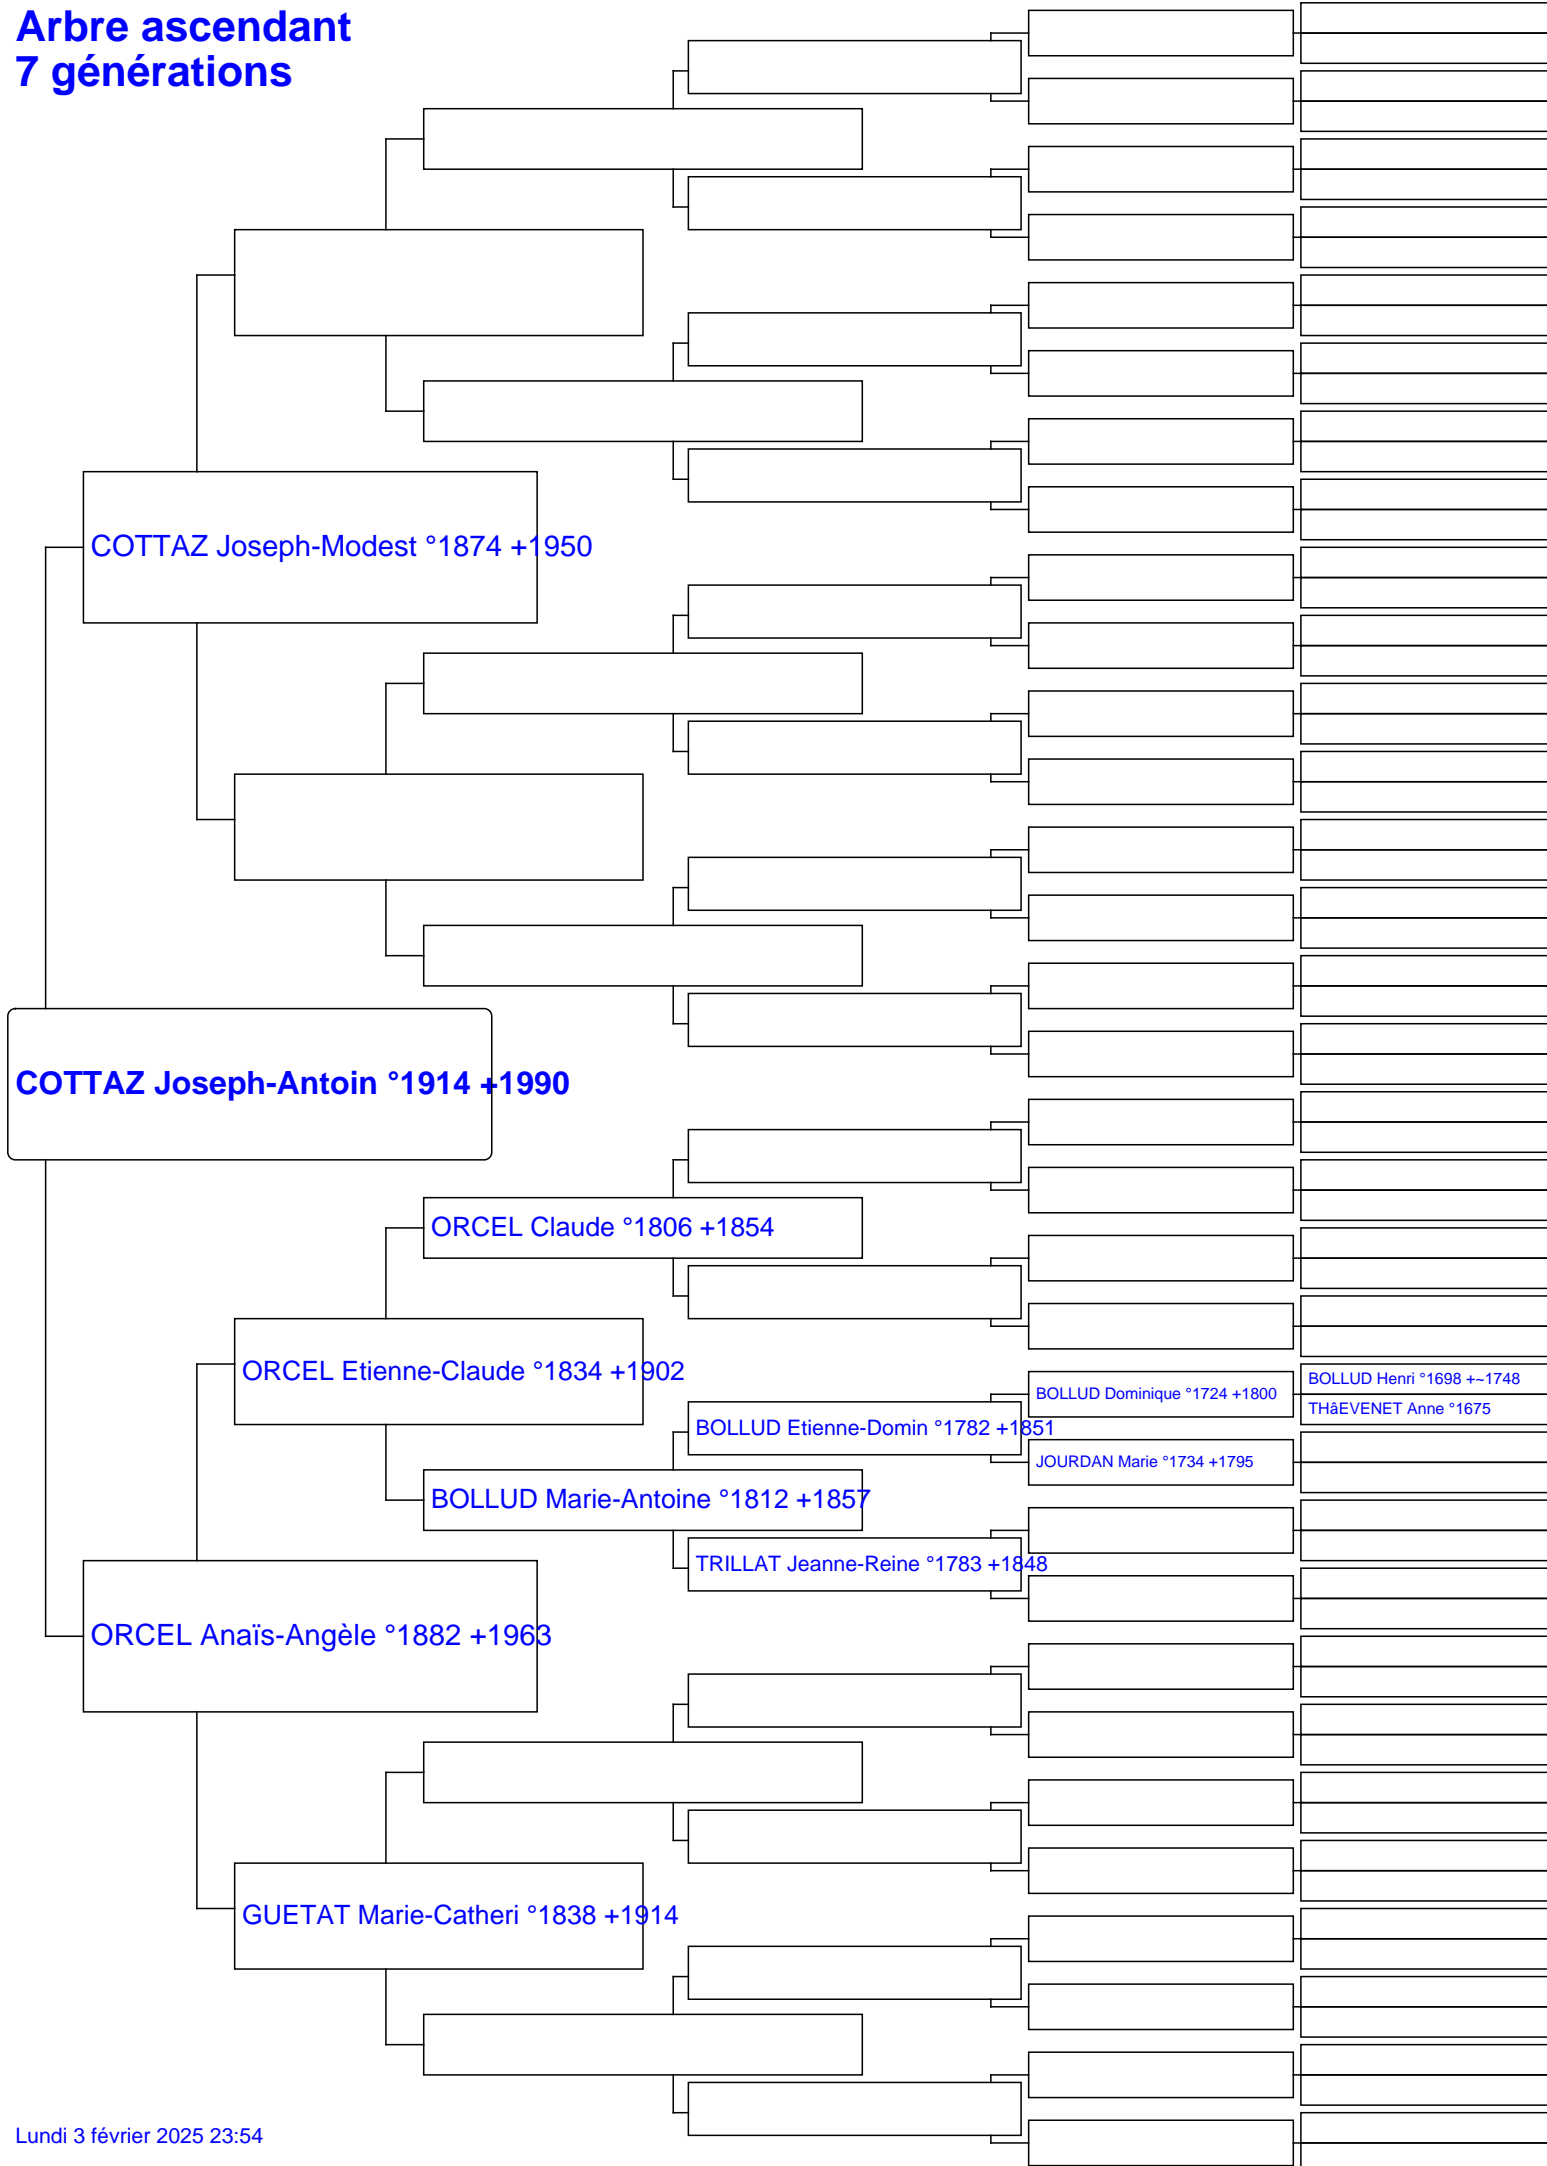 Arbre ascendant
7 générations
COTTAZ Joseph-Modest °1874 +1950
COTTAZ Joseph-Antoin °1914 +1990
ORCEL Claude °1806 +1854
ORCEL Etienne-Claude °1834 +1902
BOLLUD Henri °1698 +~1748
BOLLUD Dominique °1724 +1800
THâEVENET Anne °1675
BOLLUD Etienne-Domin °1782 +1851
JOURDAN Marie °1734 +1795
BOLLUD Marie-Antoine °1812 +1857
TRILLAT Jeanne-Reine °1783 +1848
ORCEL Anaïs-Angèle °1882 +1963
GUETAT Marie-Catheri °1838 +1914
Lundi 3 février 2025 23:54